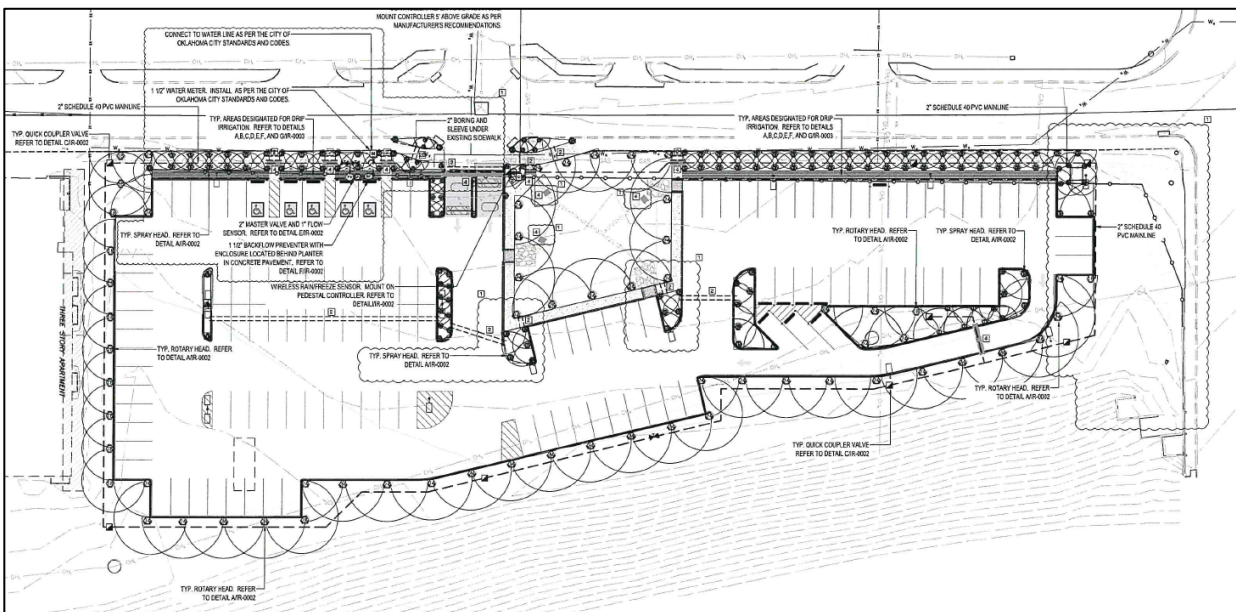 MOUNT CONTROLLER 5' ABOVE GRADE AS PER
MANUFACTURER'S RECOMMENDATIONS.
CONNECT TO WATER LINE AS PER THE CITY OF
OKLAHOMA CITY STANDARDS AND CODES.
1 1/2" WATER METER. INSTALL AS PER THE CITY OF
OKLAHOMA CITY STANDARDS AND CODES.
2" SCHEDULE 40 PVC MAINLINE
TYP. AREAS DESIGNATED FOR DRIP
IRRIGATION. REFER TO DETAILS
A,B,C,D,E,F, AND G/IR-0003
2" BORING AND
SLEEVE UNDER
EXISTING SIDEWALK
TYP. AREAS DESIGNATED FOR DRIP
IRRIGATION. REFER TO DETAILS
A,B,C,D,E,F, AND G/IR-0003
2" SCHEDULE 40 PVC MAINLINE
TYP. QUICK COUPLER VALVE
REFER TO DETAIL C/IR-0002
TYP. SPRAY HEAD. REFER TO
DETAIL A/IR-0002
2" MASTER VALVE AND 1" FLOW
SENSOR. REFER TO DETAIL E/IR-0002
1 1/2" BACKFLOW PREVENTER WITH
ENCLOSURE LOCATED BEHIND PLANTER
IN CONCRETE PAVEMENT. REFER TO
DETAIL F/IR-0002
WIRELESS RAIN/FREEZE SENSOR. MOUNT ON
PEDESTAL CONTROLLER. REFER TO
TYP. ROTARY HEAD. REFER TO
DETAIL A/IR-0002
TYP. SPRAY HEAD. REFER TO
DETAIL A/IR-0002
2" SCHEDULE 40
PVC MAINLINE
THREE STORY APARTMENT
TYP. ROTARY HEAD. REFER
TO DETAIL A/IR-0002
TYP. SPRAY HEAD. REFER TO
DETAIL A/IR-0002
TYP. ROTARY HEAD. REFER
TO DETAIL A/IR-0002
TYP. QUICK COUPLER VALVE
REFER TO DETAIL C/IR-0002
TYP. ROTARY HEAD. REFER
TO DETAIL A/IR-0002